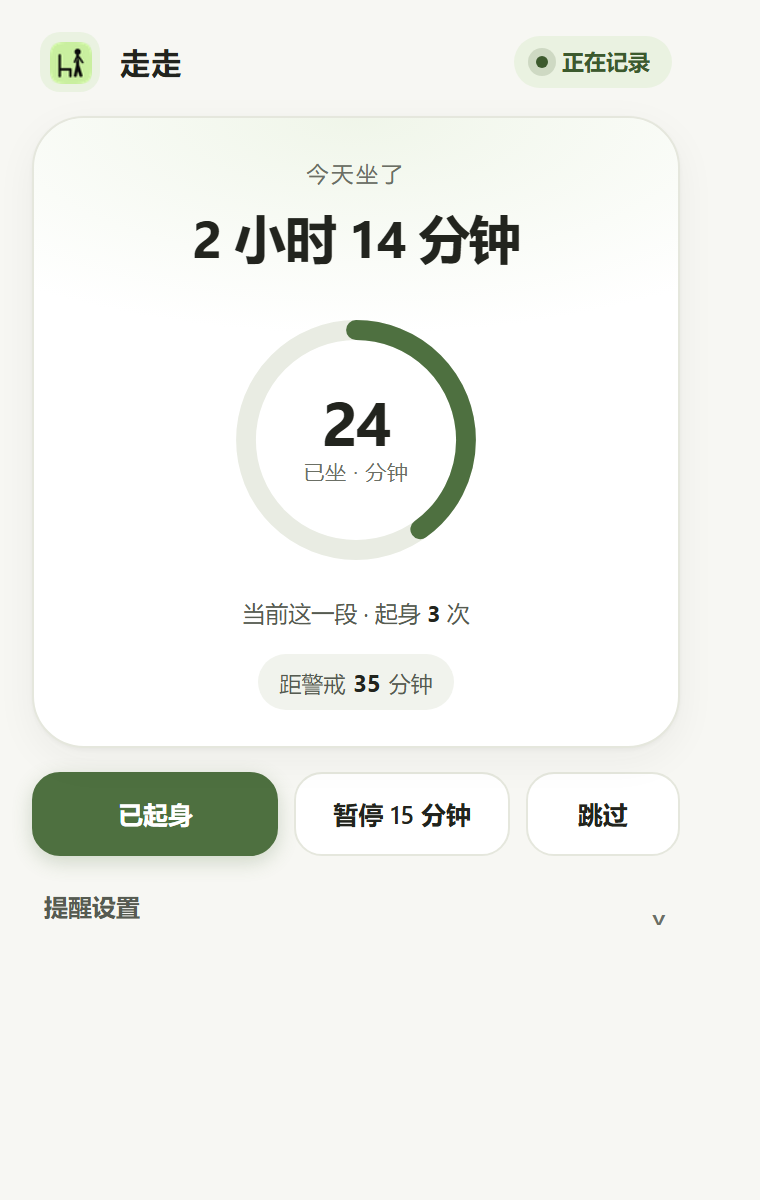 走走
正在记录
今天坐了
2 小时 14 分钟
24
已坐 · 分钟
当前这一段 · 起身 3 次
距警戒 35 分钟
已起身
暂停 15 分钟
跳过
提醒设置
v